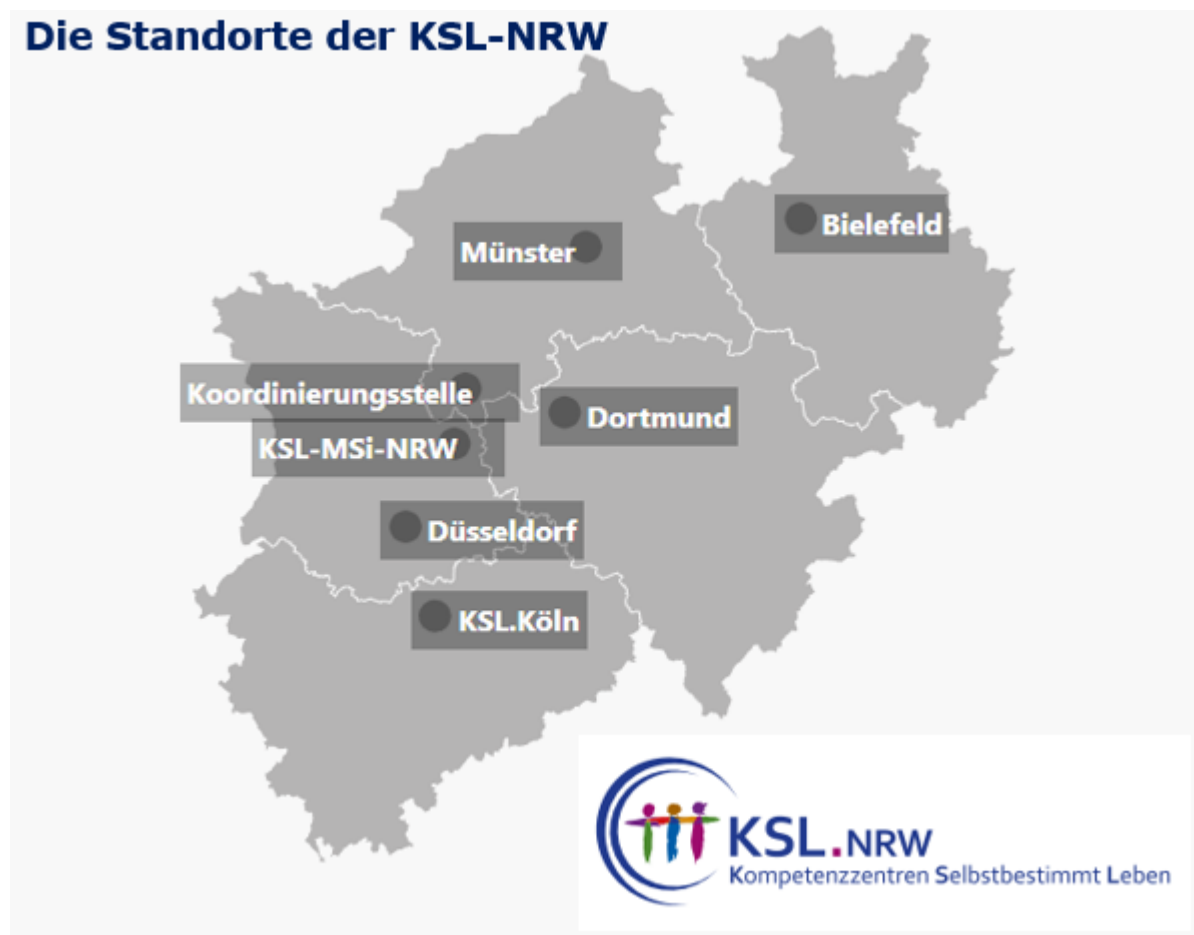 Die Standorte der KSL-NRW
Bielefeld
Münster
Koordinierungsstelle
Dortmund
KSL-MSi-NRW
Düsseldorf
KSL.Köln
KSL.NRW
Kompetenzzentren Selbstbestimmt Leben